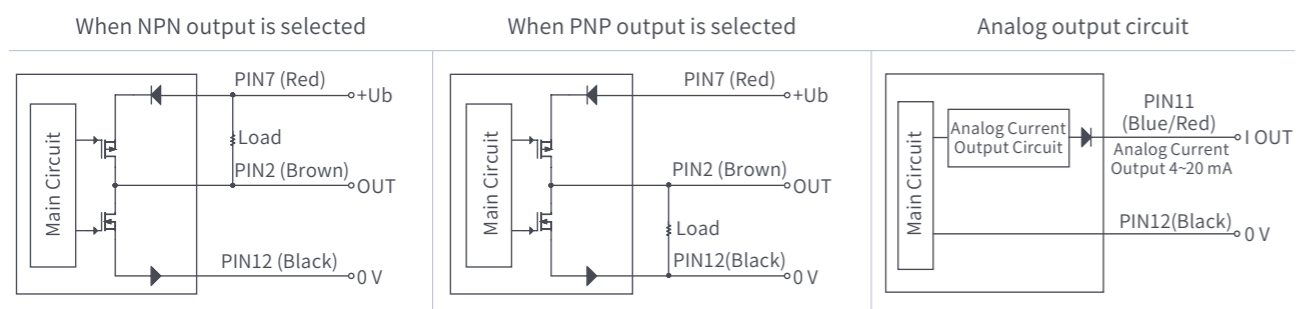 When NPN output is selected
When PNP output is selected
Analog output circuit
Main Circuit
PIN7 (Red)
+Ub
Load
PIN2 (Brown)
OUT
PIN12 (Black)
0 V
Main Circuit
PIN7 (Red)
+Ub
PIN2 (Brown)
OUT
Load
PIN12(Black)
0 V
Main Circuit
Analog Current
Output Circuit
PIN11
(Blue/Red)
I OUT
Analog Current
Output 4~20 mA
PIN12(Black)
0 V